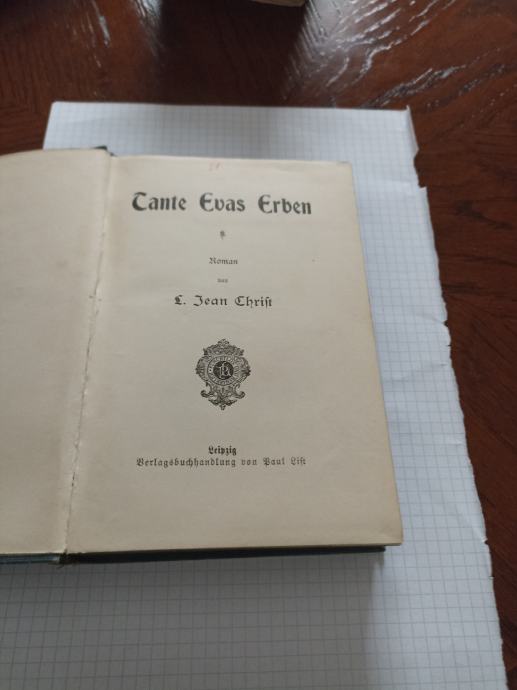 Tante Evas Erben
Roman
von
L. Jean Christ
Leipzig
Verlagsbuchhandlung von Paul List